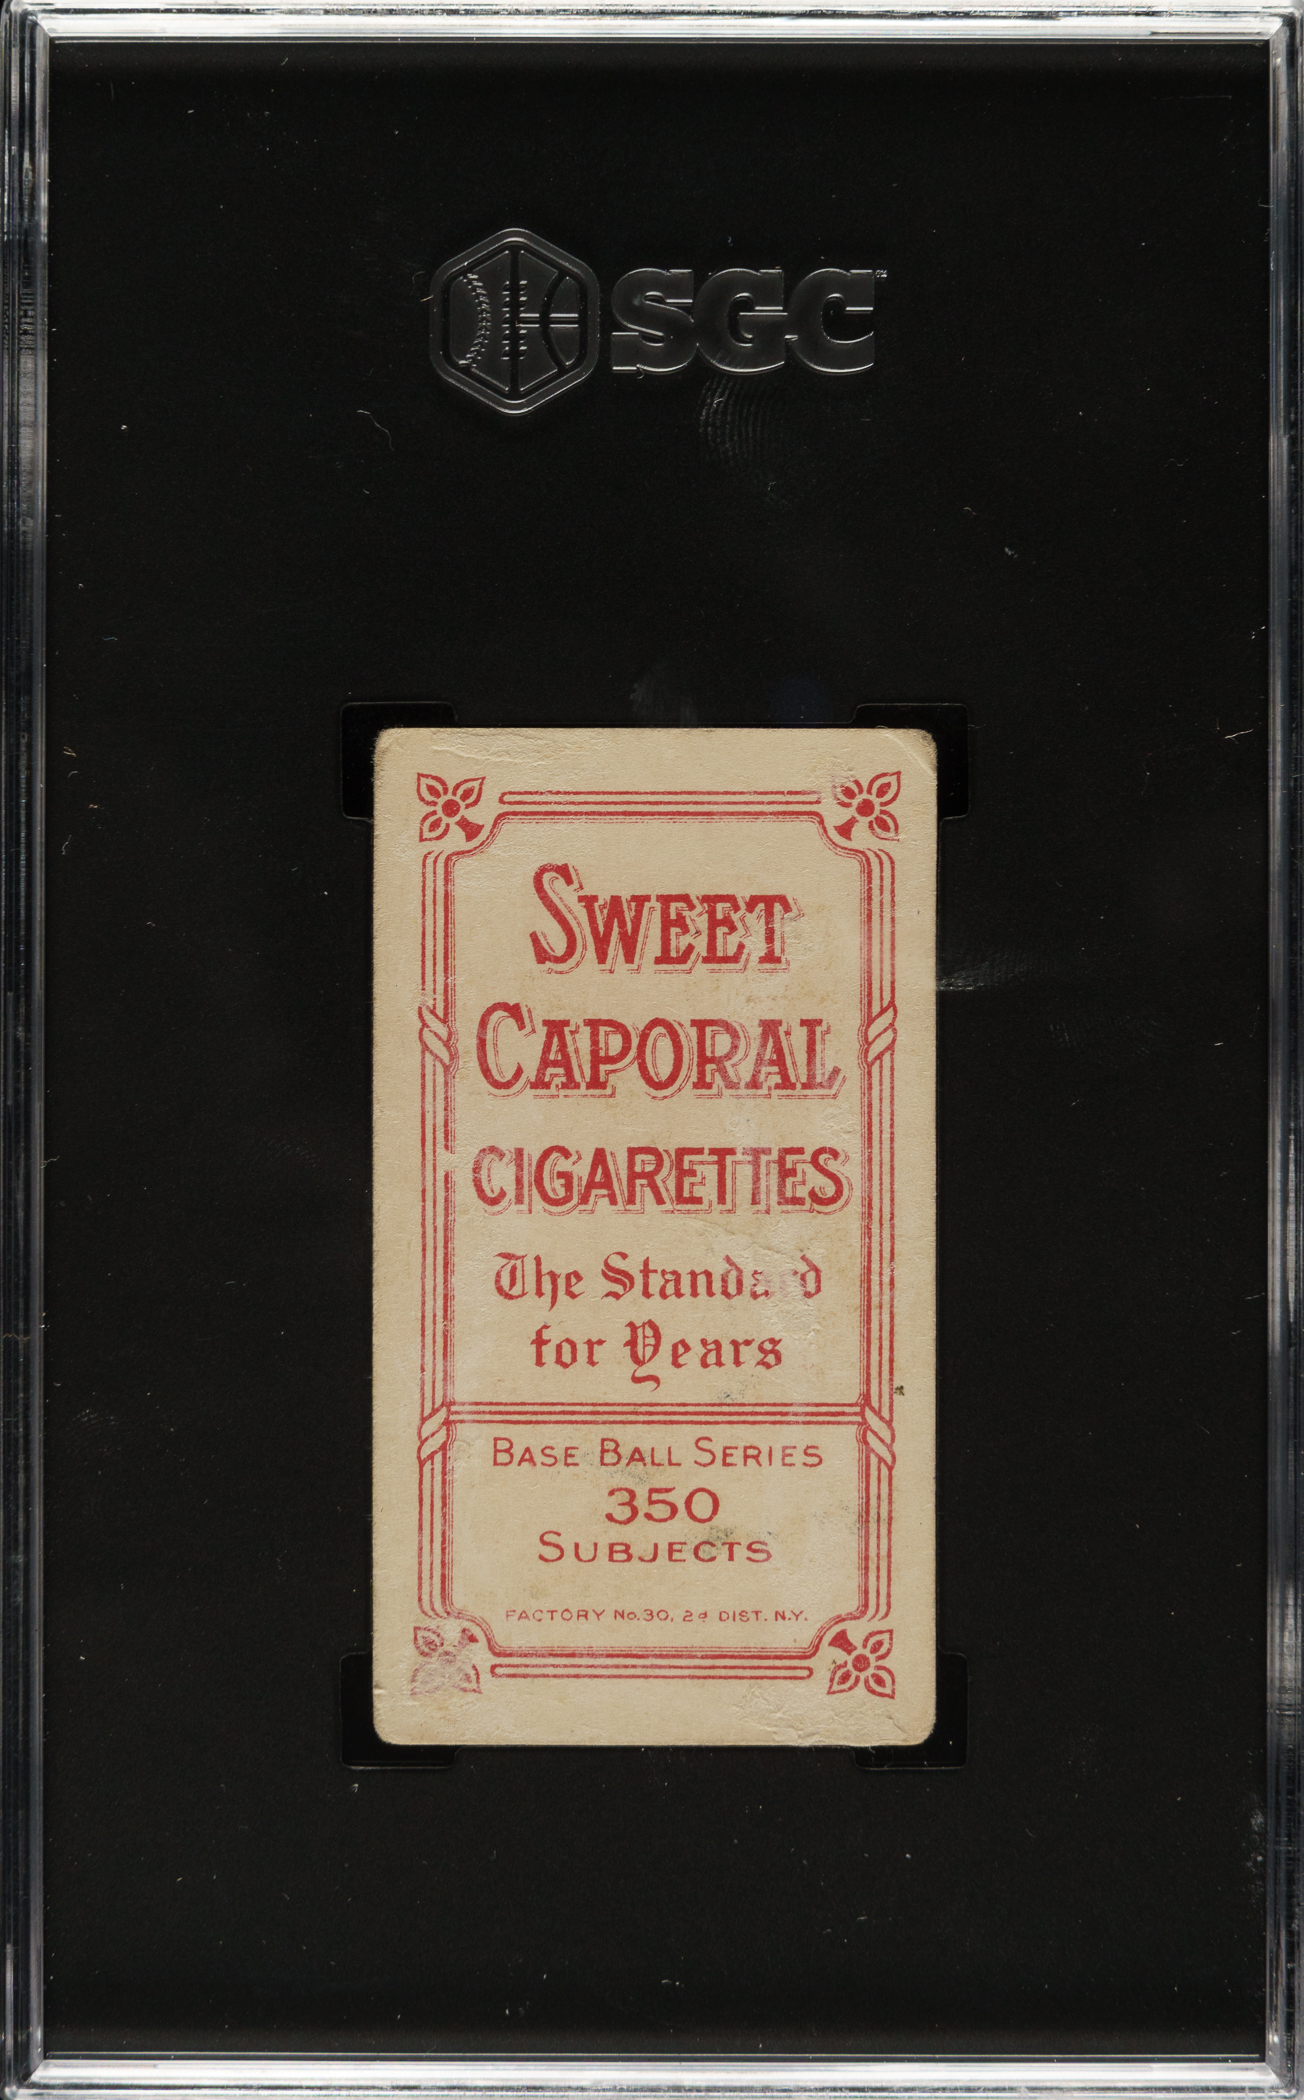 SGC
SWEET
CAPORAL
CIGARETTES
The Standard
for Years
BASE BALL SERIES
350
SUBJECTS
FACTORY No. 30, 2d DIST. N.Y.